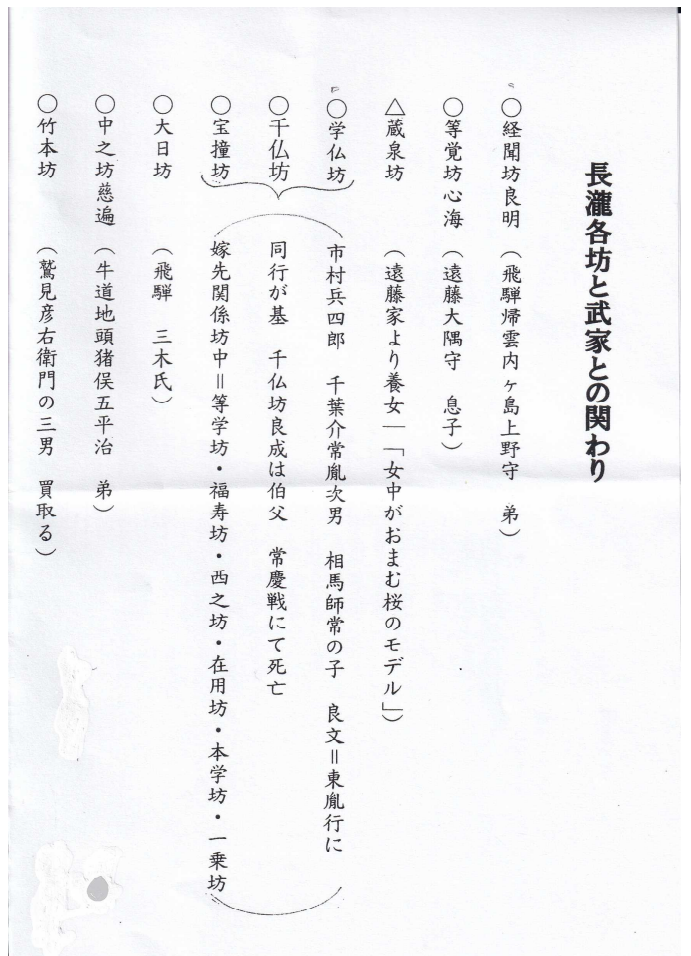 長瀧各坊と武家との関わり
○経聞坊良明 (飛騨帰雲内ヶ島上野守 弟)
○等覚坊心海 (遠藤大隅守 息子)
△蔵泉坊 (遠藤家より養女―「女中がおまむ桜のモデル」)
○学仏坊 市村兵四郎 千葉介常胤次男 相馬師常の子 良文＝東胤行に
○千仏坊 同行が基 千仏坊良成は伯父 常慶戦にて死亡
○宝撞坊 嫁先関係坊中＝等学坊・福寿坊・西之坊・在用坊・本学坊・一乗坊
○大日坊 (飛騨 三木氏)
○中之坊慈遍 (牛道地頭猪俣五平治 弟)
○竹本坊 (鷲見彦右衛門の三男 買取る)